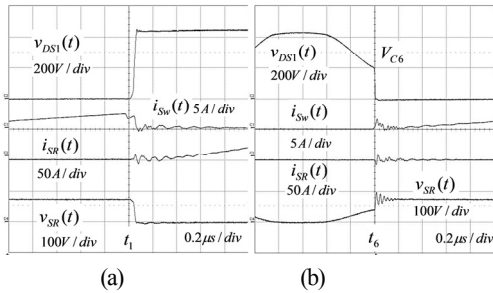 v_DS1(t)
200V/div
i_Sw(t) 5A/div
i_SR(t)
50A/div
v_SR(t)
100V/div
t_1
0.2μs/div
(a)
v_DS1(t)
200V/div
V_C6
i_Sw(t)
5A/div
i_SR(t)
50A/div
v_SR(t)
100V/div
t_6
0.2μs/div
(b)